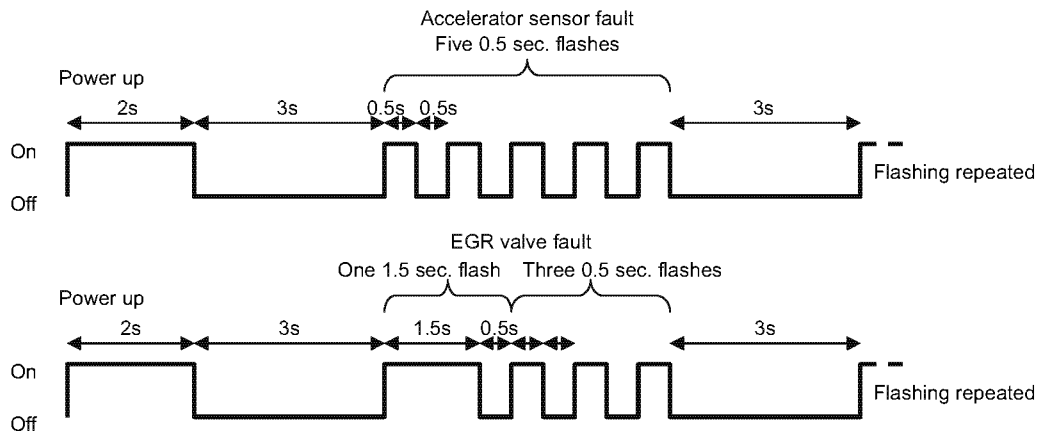 Accelerator sensor fault
Five 0.5 sec. flashes
Power up
2s 3s 0.5s 0.5s 3s
On
Flashing repeated
Off
EGR valve fault
One 1.5 sec. flash Three 0.5 sec. flashes
Power up
2s 3s 1.5s 0.5s 3s
On
Flashing repeated
Off